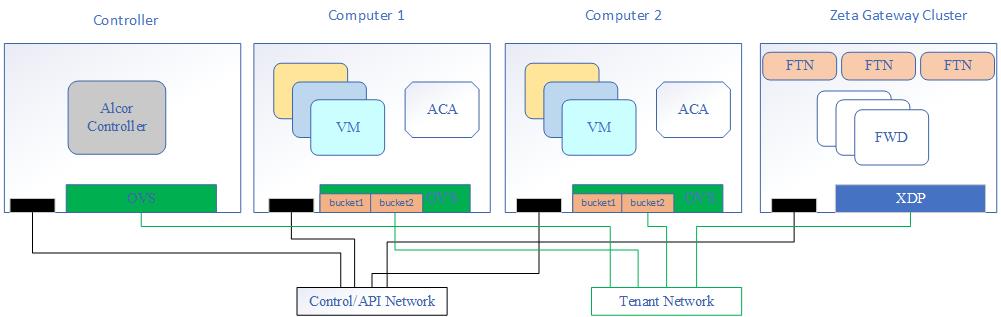 Controller
Computer 1
Computer 2
Zeta Gateway Cluster
Alcor
Controller
OVS
VM
ACA
bucket1
bucket2
OVS
VM
ACA
bucket1
bucket2
OVS
FTN
FTN
FTN
FWD
XDP
Control/API Network
Tenant Network